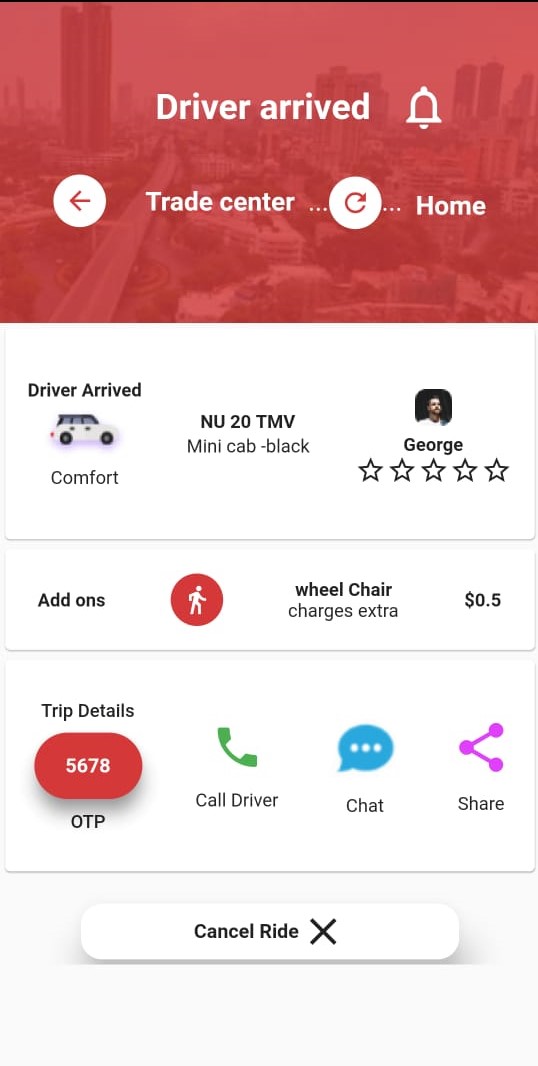 Driver arrived
Trade center ... ... Home
Driver Arrived
Comfort
NU 20 TMV
Mini cab -black
George
Add ons
wheel Chair
charges extra
$0.5
Trip Details
5678
OTP
Call Driver
Chat
Share
Cancel Ride